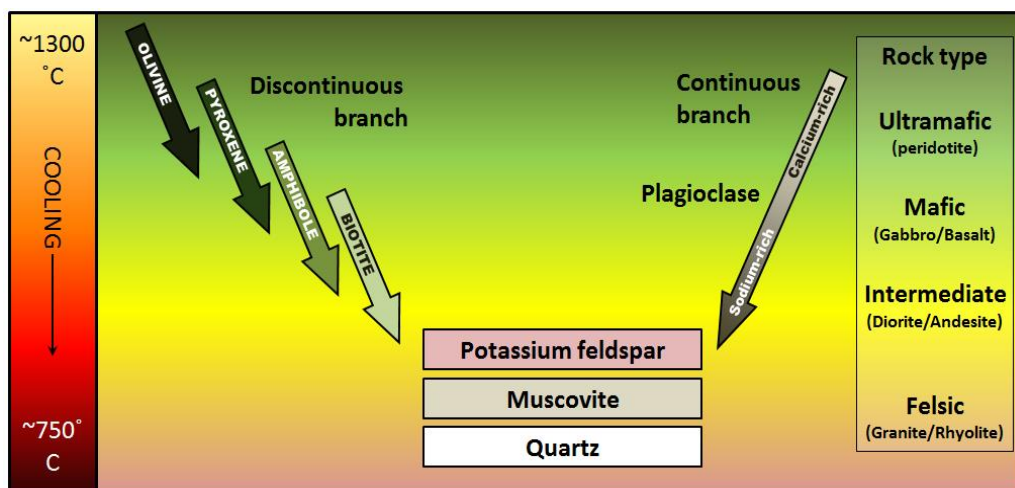 ~1300
˚C
COOLING
~750˚
C
OLIVINE
PYROXENE
AMPHIBOLE
BIOTITE
Discontinuous
branch
Continuous
branch
Plagioclase
Calcium-rich
Sodium-rich
Potassium feldspar
Muscovite
Quartz
Rock type
Ultramafic
(peridotite)
Mafic
(Gabbro/Basalt)
Intermediate
(Diorite/Andesite)
Felsic
(Granite/Rhyolite)